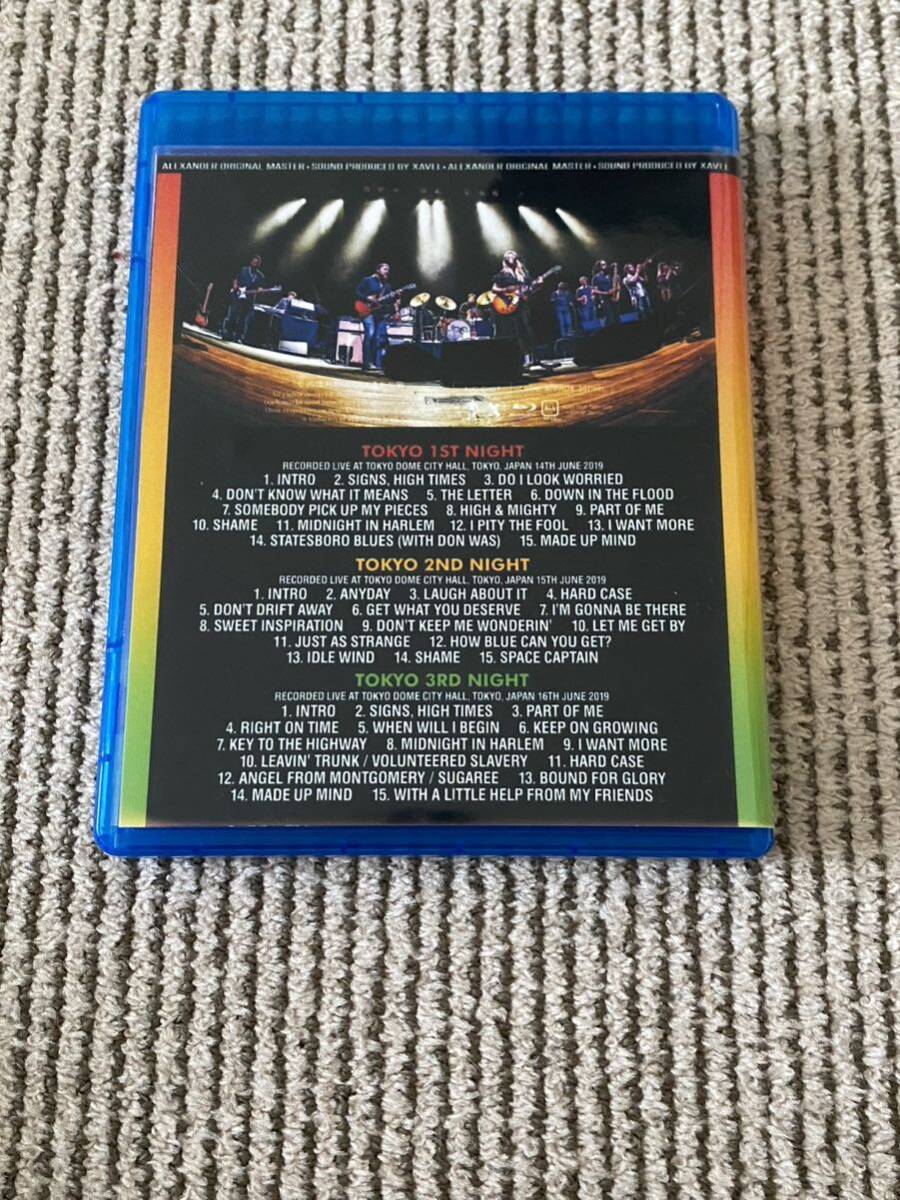 ALEXANDER ORIGINAL MASTER • SOUND PRODUCED BY XAVEL • ALEXANDER ORIGINAL MASTER • SOUND PRODUCED BY XAVEL
TOKYO 1ST NIGHT
RECORDED LIVE AT TOKYO DOME CITY HALL, TOKYO, JAPAN 14TH JUNE 2019
1. INTRO 2. SIGNS, HIGH TIMES 3. DO I LOOK WORRIED
4. DON'T KNOW WHAT IT MEANS 5. THE LETTER 6. DOWN IN THE FLOOD
7. SOMEBODY PICK UP MY PIECES 8. HIGH & MIGHTY 9. PART OF ME
10. SHAME 11. MIDNIGHT IN HARLEM 12. I PITY THE FOOL 13. I WANT MORE
14. STATESBORO BLUES (WITH DON WAS) 15. MADE UP MIND
TOKYO 2ND NIGHT
RECORDED LIVE AT TOKYO DOME CITY HALL, TOKYO, JAPAN 15TH JUNE 2019
1. INTRO 2. ANYDAY 3. LAUGH ABOUT IT 4. HARD CASE
5. DON'T DRIFT AWAY 6. GET WHAT YOU DESERVE 7. I'M GONNA BE THERE
8. SWEET INSPIRATION 9. DON'T KEEP ME WONDERIN' 10. LET ME GET BY
11. JUST AS STRANGE 12. HOW BLUE CAN YOU GET?
13. IDLE WIND 14. SHAME 15. SPACE CAPTAIN
TOKYO 3RD NIGHT
RECORDED LIVE AT TOKYO DOME CITY HALL, TOKYO, JAPAN 16TH JUNE 2019
1. INTRO 2. SIGNS, HIGH TIMES 3. PART OF ME
4. RIGHT ON TIME 5. WHEN WILL I BEGIN 6. KEEP ON GROWING
7. KEY TO THE HIGHWAY 8. MIDNIGHT IN HARLEM 9. I WANT MORE
10. LEAVIN' TRUNK / VOLUNTEERED SLAVERY 11. HARD CASE
12. ANGEL FROM MONTGOMERY / SUGAREE 13. BOUND FOR GLORY
14. MADE UP MIND 15. WITH A LITTLE HELP FROM MY FRIENDS